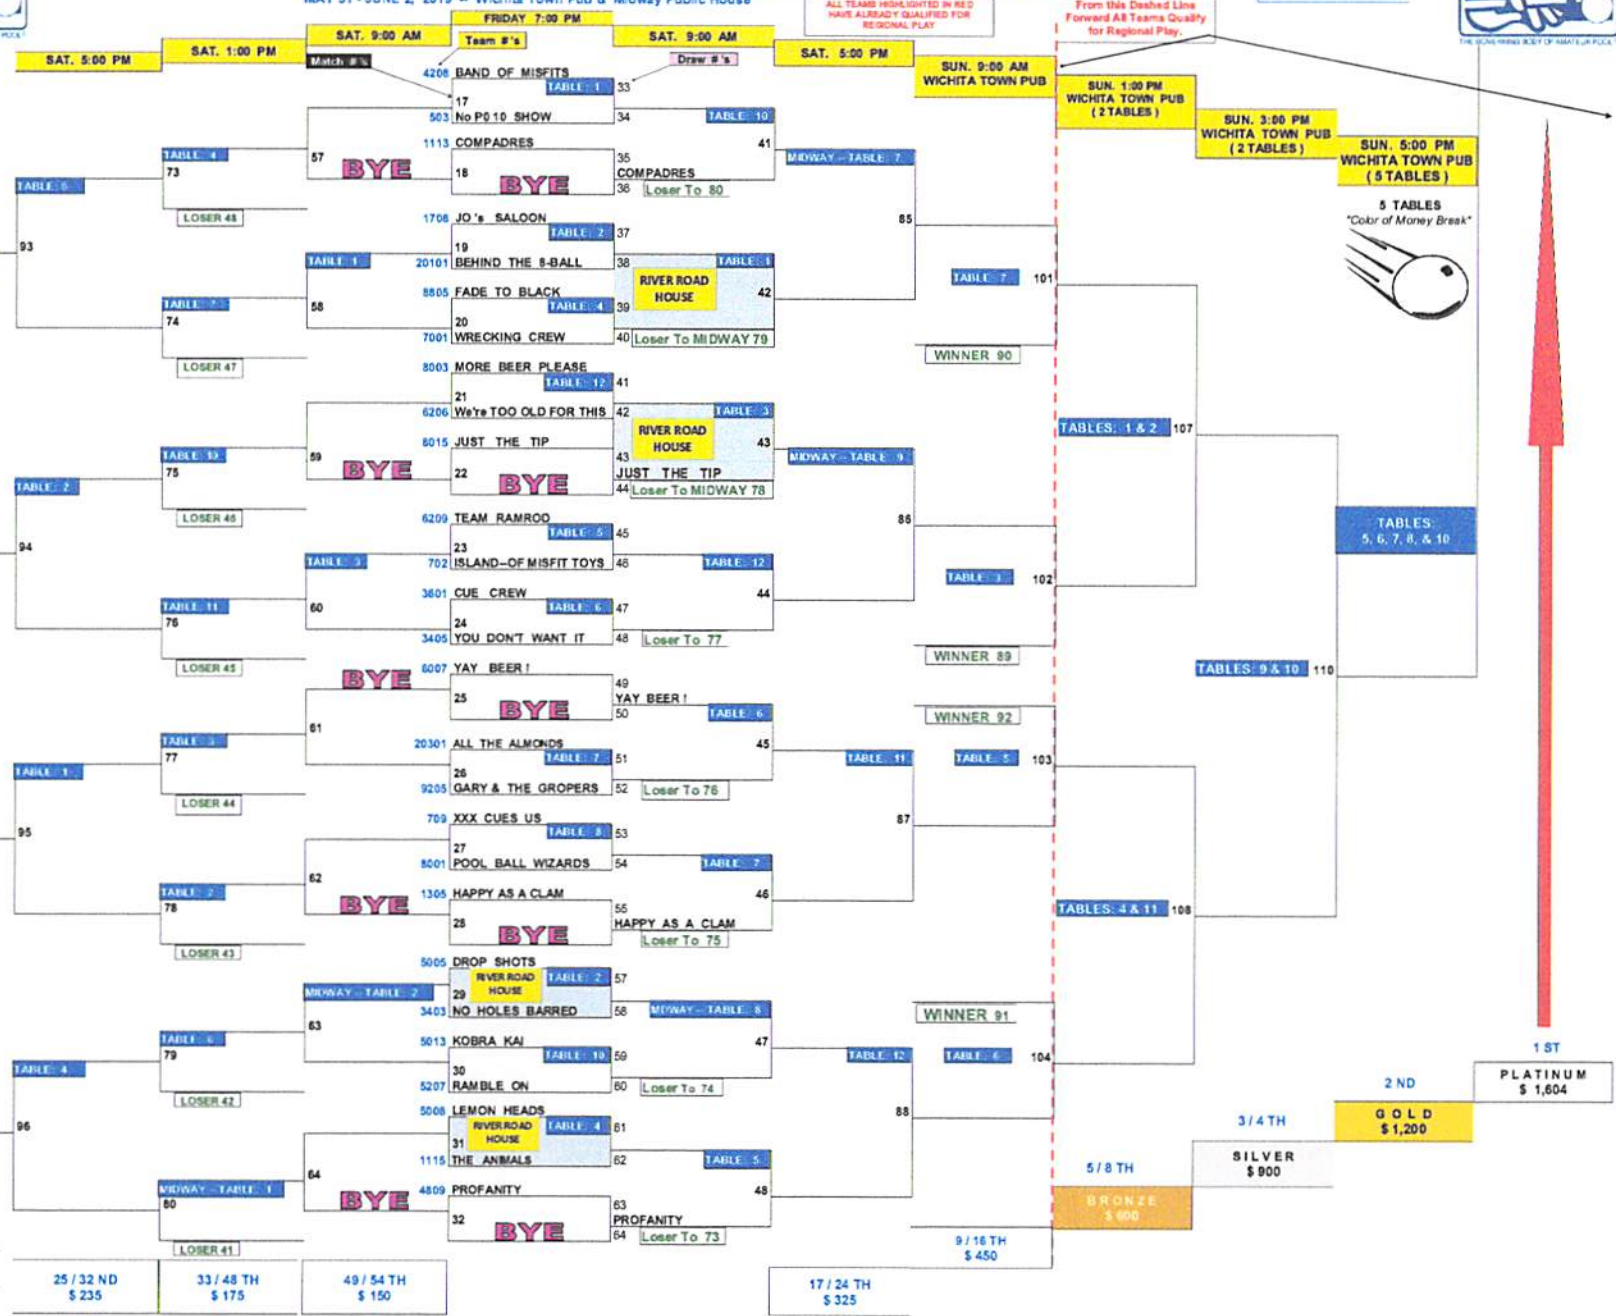 MAY 31 - JUNE 2, 2019 -- Wichita Town Pub & Midway Public House
ALL TEAMS HIGHLIGHTED IN RED
HAVE ALREADY QUALIFIED FOR
REGIONAL PLAY
From this Dashed Line
Forward All Teams Qualify
for Regional Play.
THE GOVERNING BODY OF AMATEUR POOL
SAT. 5:00 PM
SAT. 1:00 PM
SAT. 9:00 AM
FRIDAY 7:00 PM
SAT. 9:00 AM
SAT. 5:00 PM
SUN. 9:00 AM
WICHITA TOWN PUB
SUN. 1:00 PM
WICHITA TOWN PUB
( 2 TABLES )
SUN. 3:00 PM
WICHITA TOWN PUB
( 2 TABLES )
SUN. 5:00 PM
WICHITA TOWN PUB
( 5 TABLES )
5 TABLES
"Color of Money Break"
Match #'s
Team #'s
Draw #'s
4208 BAND OF MISFITS
TABLE: 1 33
17
503 No P0 10 SHOW 34
1113 COMPADRES
35
18
BYE 36
COMPADRES
Loser To 80
1708 JO's SALOON
TABLE: 2 37
19
20101 BEHIND THE 8-BALL 38
8805 FADE TO BLACK
TABLE: 4 39
20
7001 WRECKING CREW 40
Loser To MIDWAY 79
8003 MORE BEER PLEASE
TABLE: 12 41
21
6206 We're TOO OLD FOR THIS 42
6015 JUST THE TIP
43
22
BYE 44
JUST THE TIP
Loser To MIDWAY 78
6209 TEAM RAMROD
TABLE: 5 45
23
702 ISLAND--OF MISFIT TOYS 46
3601 CUE CREW
TABLE: 6 47
24
3405 YOU DON'T WANT IT 48
Loser To 77
6007 YAY BEER !
49
25
BYE 50
YAY BEER !
20301 ALL THE ALMONDS
TABLE: 7 51
26
9205 GARY & THE GROPERS 52
Loser To 76
709 XXX CUES US
TABLE: 8 53
27
8001 POOL BALL WIZARDS 54
1305 HAPPY AS A CLAM
55
28
BYE
HAPPY AS A CLAM
Loser To 75
5005 DROP SHOTS
RIVER ROAD
HOUSE
TABLE: 2 57
29
3403 NO HOLES BARRED 58
5013 KOBRA KAI
TABLE: 10 59
30
5207 RAMBLE ON 60
Loser To 74
5008 LEMON HEADS
RIVER ROAD
HOUSE
TABLE: 4 61
31
1115 THE ANIMALS 62
4809 PROFANITY
63
32
BYE 64
PROFANITY
Loser To 73
57
BYE
TABLE: 1
58
59
BYE
TABLE: 3
60
BYE
61
62
BYE
MIDWAY -- TABLE: 2
63
64
BYE
TABLE: 4
73
LOSER 48
TABLE: 7
74
LOSER 47
TABLE: 10
75
LOSER 46
TABLE: 11
76
LOSER 45
TABLE: 3
77
LOSER 44
TABLE: 2
78
LOSER 43
TABLE: 6
79
LOSER 42
MIDWAY -- TABLE: 1
80
LOSER 41
93
TABLE: 2
94
TABLE: 1
95
TABLE: 4
96
TABLE: 10
41
TABLE: 1
RIVER ROAD
HOUSE
42
TABLE: 3
RIVER ROAD
HOUSE
43
TABLE: 12
44
TABLE: 6
45
TABLE: 7
46
MIDWAY -- TABLE: 8
47
TABLE: 5
48
MIDWAY -- TABLE: 7
85
MIDWAY -- TABLE: 9
86
TABLE: 11
87
TABLE: 12
88
TABLE: 7 101
WINNER 90
TABLE: 3 102
WINNER 89
WINNER 92
TABLE: 5 103
WINNER 91
TABLE: 6 104
TABLES: 1 & 2 107
TABLES: 4 & 11 108
TABLES: 9 & 10 110
TABLES:
5, 6, 7, 8, & 10
1 ST
PLATINUM
$ 1,604
2 ND
GOLD
$ 1,200
3 / 4 TH
SILVER
$ 900
5 / 8 TH
BRONZE
$ 600
9 / 16 TH
$ 450
17 / 24 TH
$ 325
25 / 32 ND
$ 235
33 / 48 TH
$ 175
49 / 54 TH
$ 150